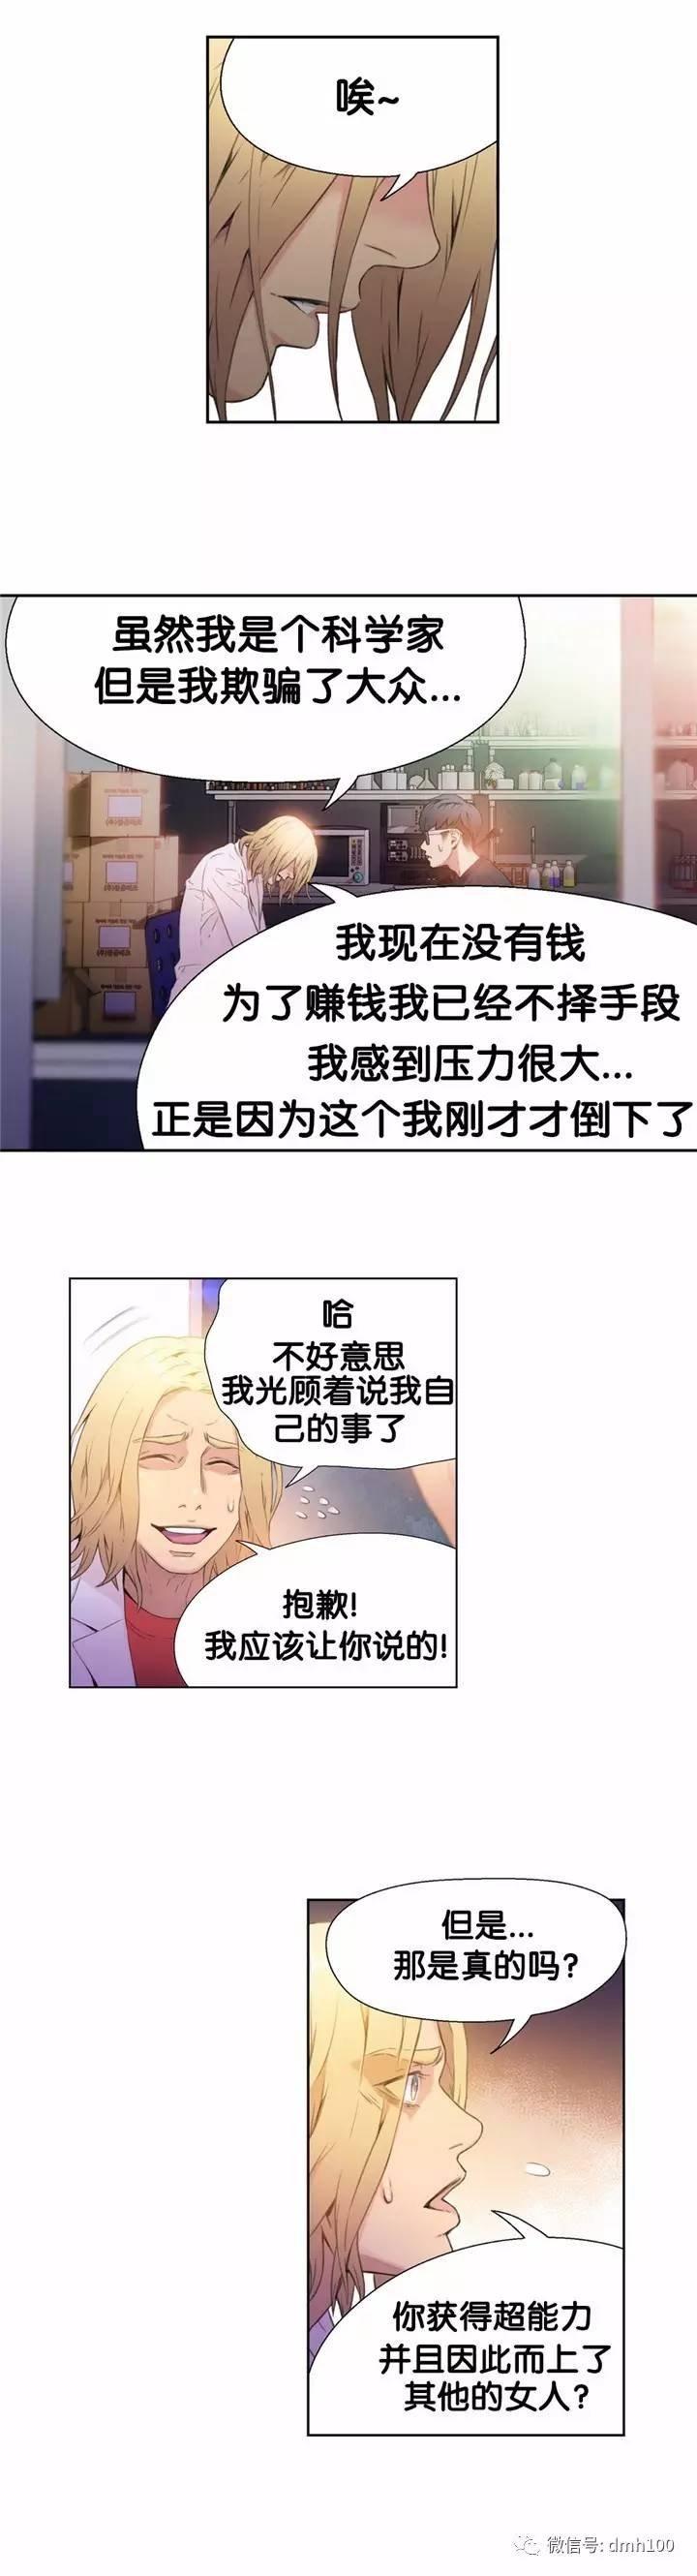 唉~
虽然我是个科学家
但是我欺骗了大众...
我现在没有钱
为了赚钱我已经不择手段
我感到压力很大...
正是因为这个我刚才才倒下了
哈
不好意思
我光顾着说我自
己的事了
抱歉!
我应该让你说的!
但是...
那是真的吗?
你获得超能力
并且因此而上了
其他的女人?
微信号: dmh100